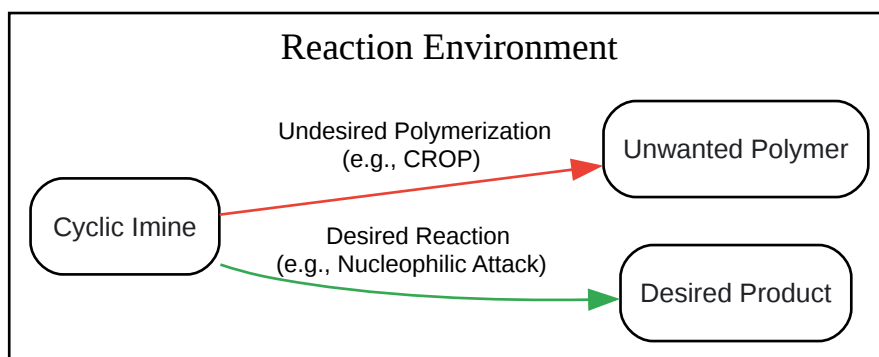 Reaction Environment
Undesired Polymerization
(e.g., CROP)
Unwanted Polymer
Cyclic Imine
Desired Reaction
(e.g., Nucleophilic Attack)
Desired Product